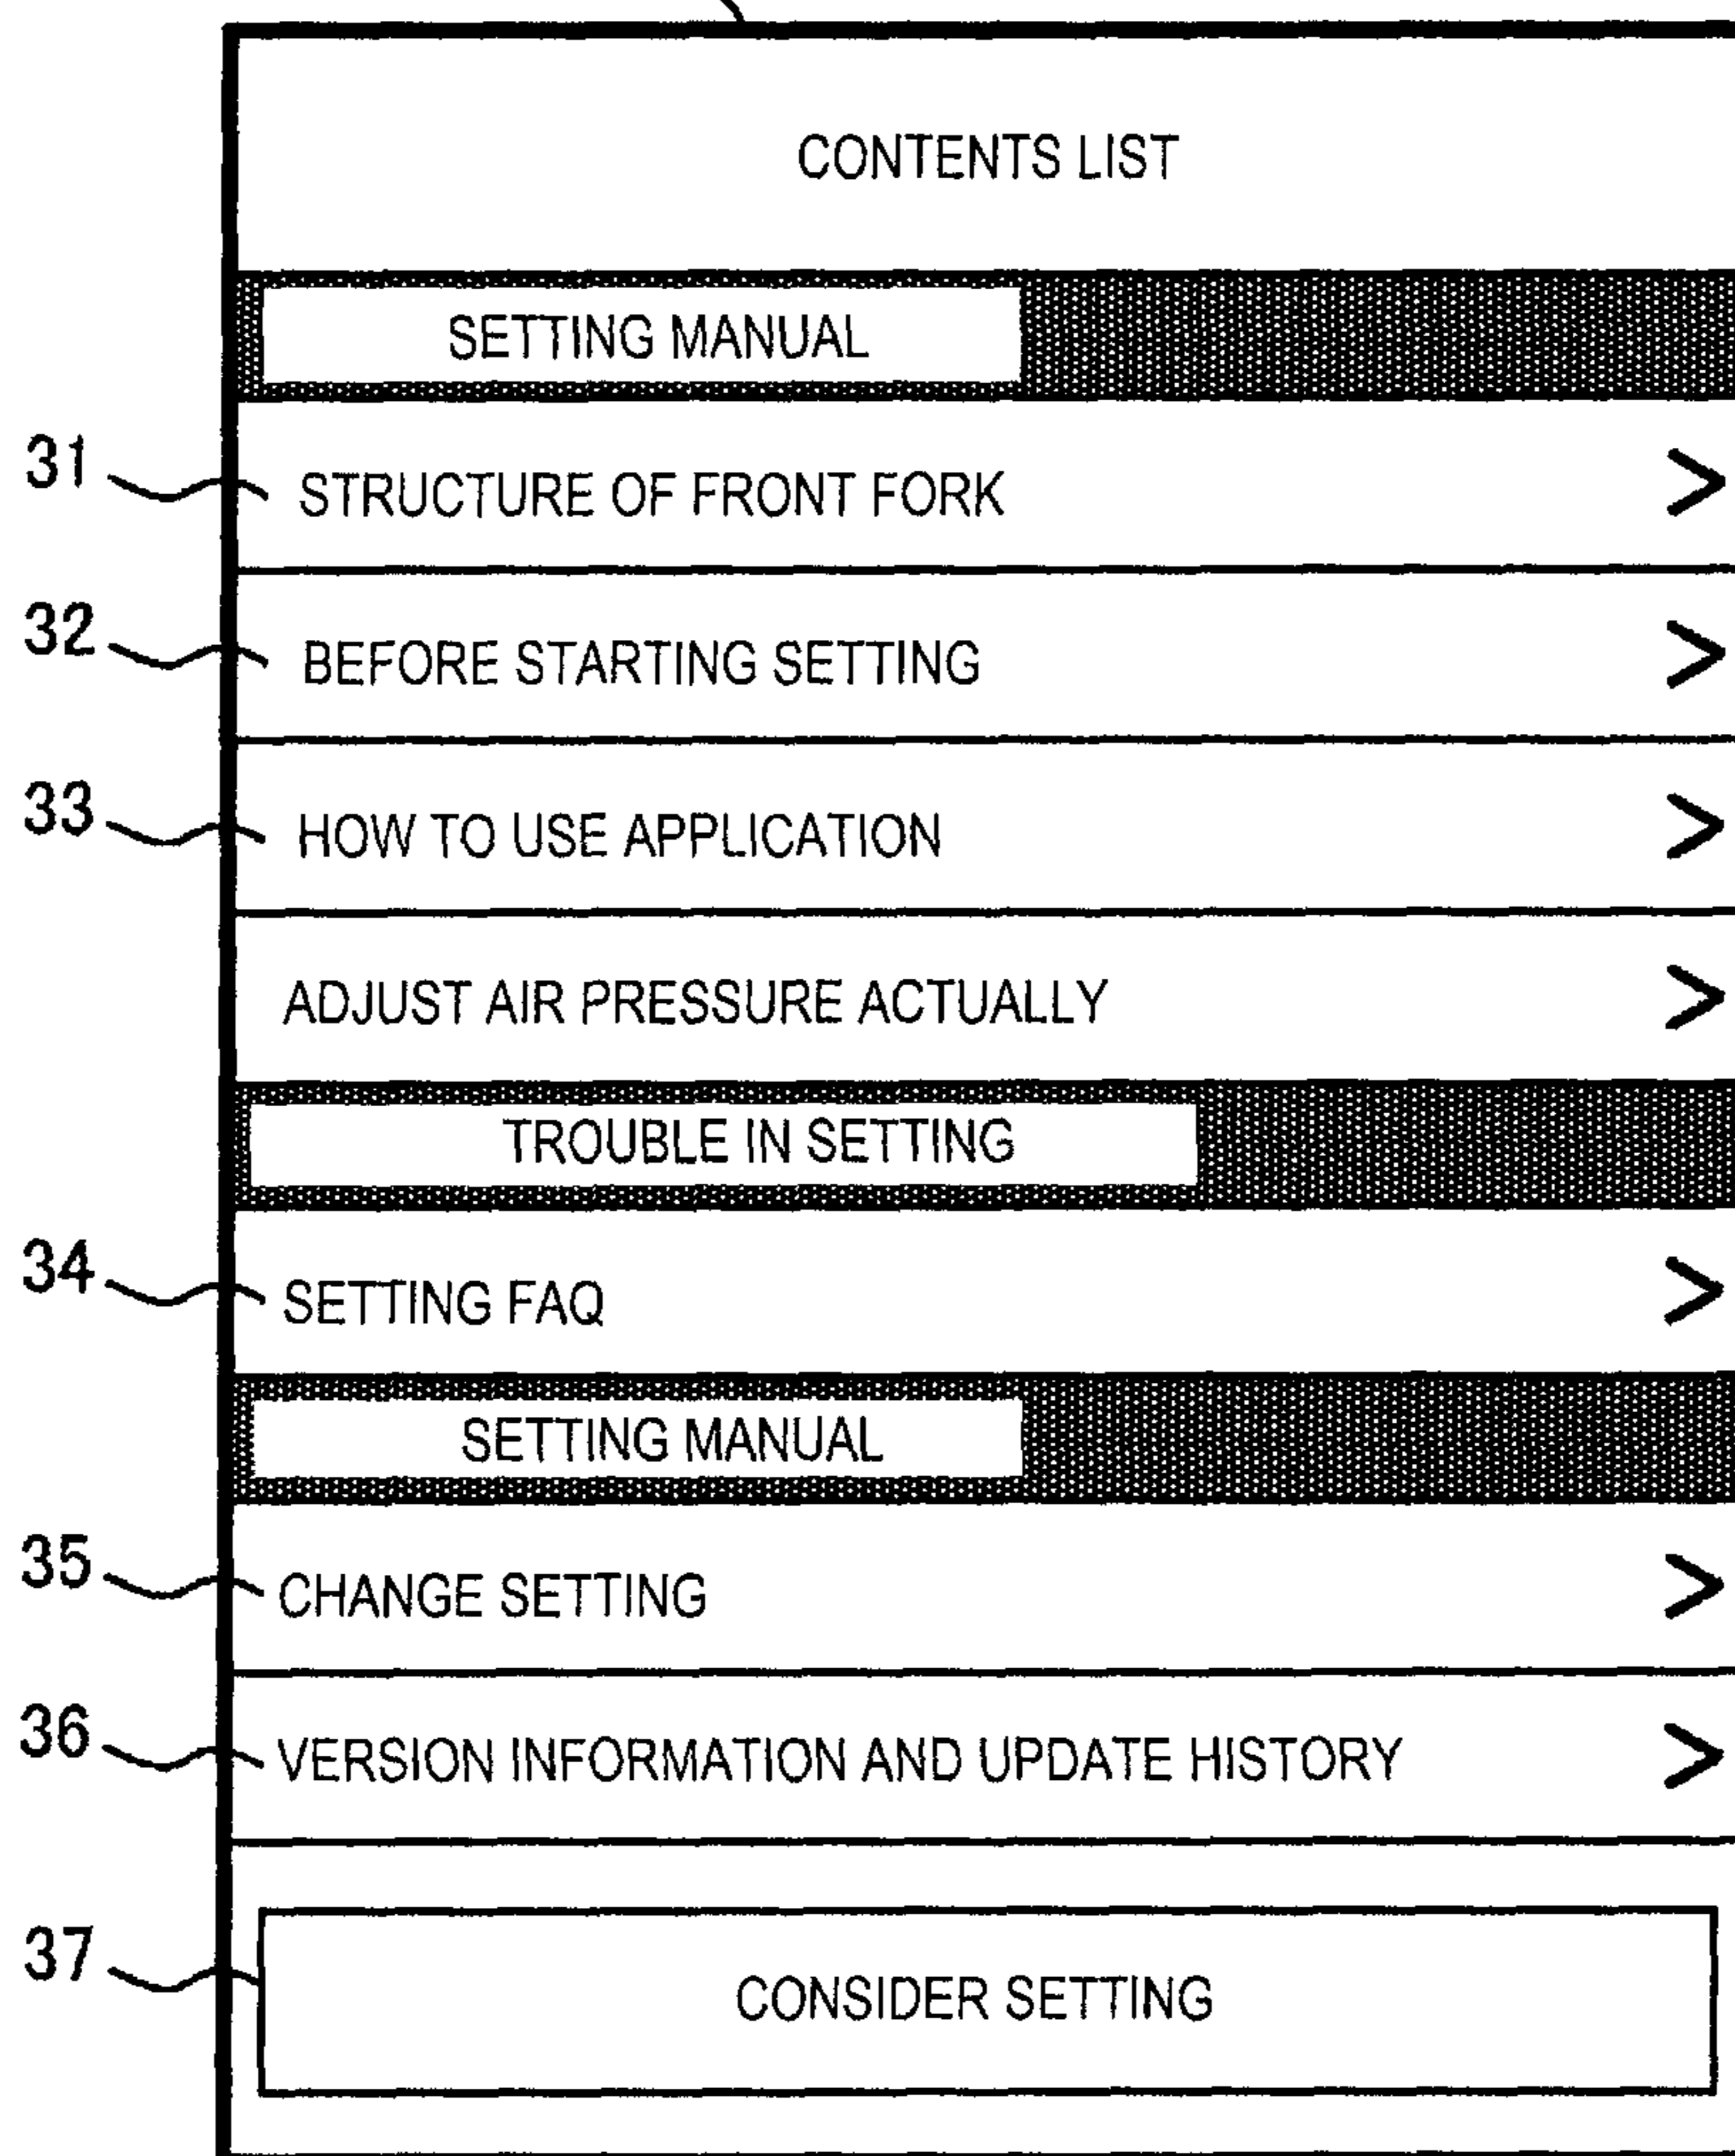 CONTENTS LIST
SETTING MANUAL
31 STRUCTURE OF FRONT FORK >
32 BEFORE STARTING SETTING >
33 HOW TO USE APPLICATION >
ADJUST AIR PRESSURE ACTUALLY >
TROUBLE IN SETTING
34 SETTING FAQ >
SETTING MANUAL
35 CHANGE SETTING >
36 VERSION INFORMATION AND UPDATE HISTORY >
37 CONSIDER SETTING